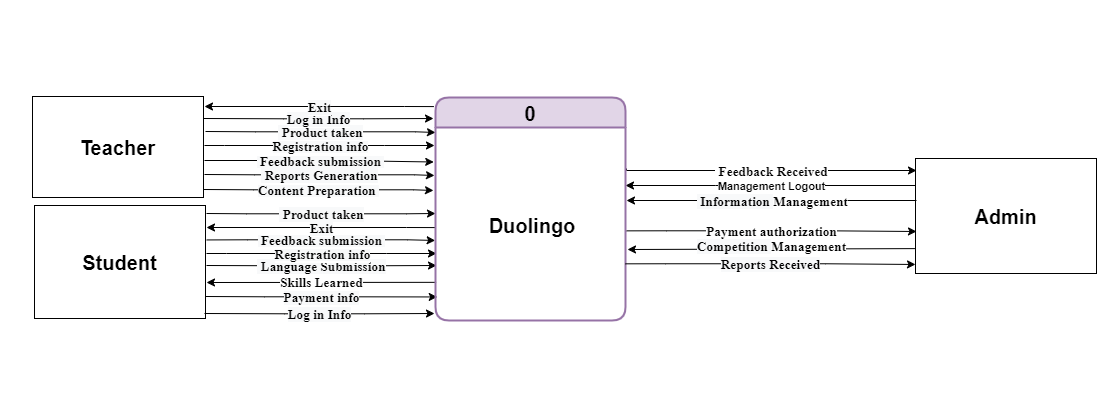 Teacher
Exit
Log in Info
Product taken
Registration info
Feedback submission
Reports Generation
Content Preparation
Student
Product taken
Exit
Feedback submission
Registration info
Language Submission
Skills Learned
Payment info
Log in Info
0
Duolingo
Feedback Received
Management Logout
Information Management
Payment authorization
Competition Management
Reports Received
Admin